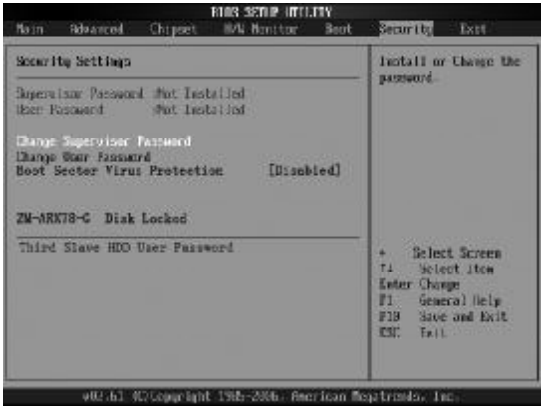 BIOS SETUP UTILITY
Main Advanced Chipset H/W Monitor Boot Security Exit
Security Settings
Supervisor Password :Not Installed
User Password :Not Installed
Change Supervisor Password
Change User Password
Boot Sector Virus Protection [Disabled]
Disk Locked
Third Slave HDD User Password
Install or Change the
password.
Select Screen
↑↓ Select Item
Enter Change
F1 General Help
F10 Save and Exit
ESC Exit
v02.61 (C)Copyright 1985-2006, American Megatrends, Inc.